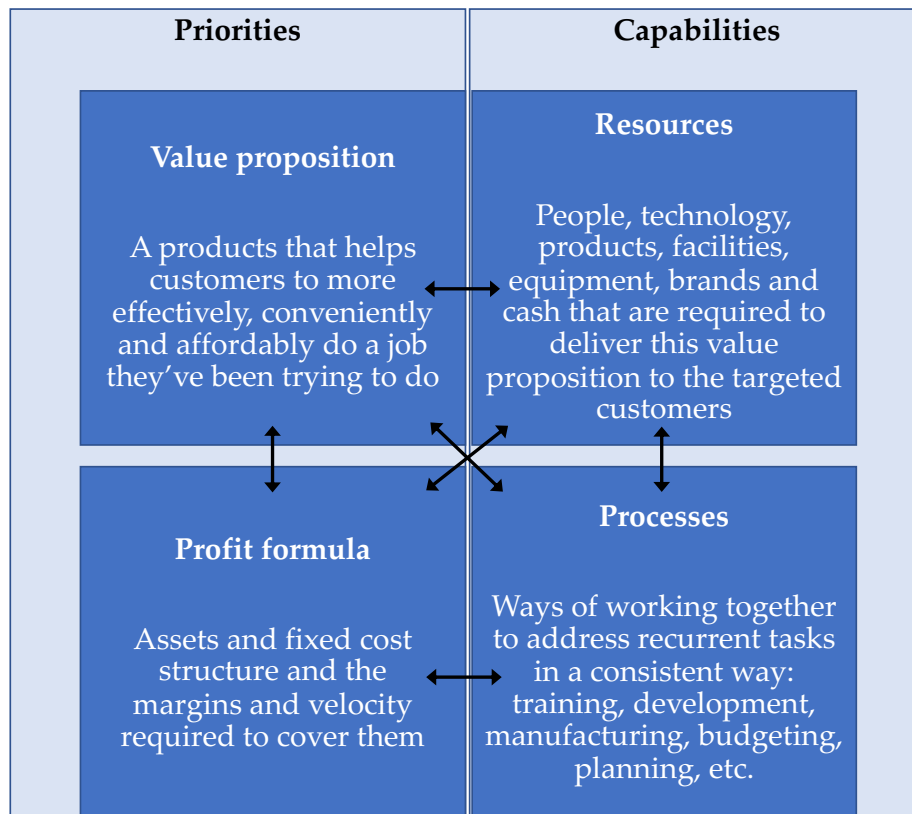 Priorities
Capabilities
Value proposition
A products that helps
customers to more
effectively, conveniently
and affordably do a job
they’ve been trying to do
Resources
People, technology,
products, facilities,
equipment, brands and
cash that are required to
deliver this value
proposition to the targeted
customers
Profit formula
Assets and fixed cost
structure and the
margins and velocity
required to cover them
Processes
Ways of working together
to address recurrent tasks
in a consistent way:
training, development,
manufacturing, budgeting,
planning, etc.